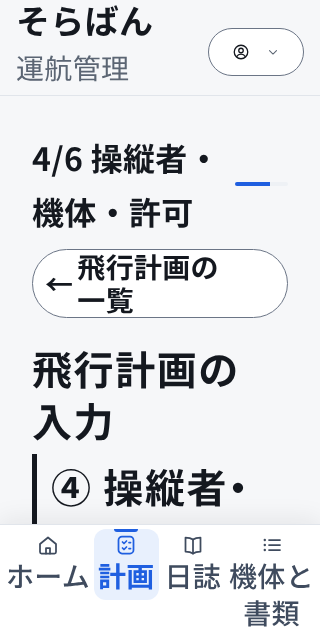 そらばん
運航管理
4/6 操縦者・
機体・許可
← 飛行計画の
一覧
飛行計画の
入力
④ 操縦者・
ホーム
計画
日誌
機体と
書類